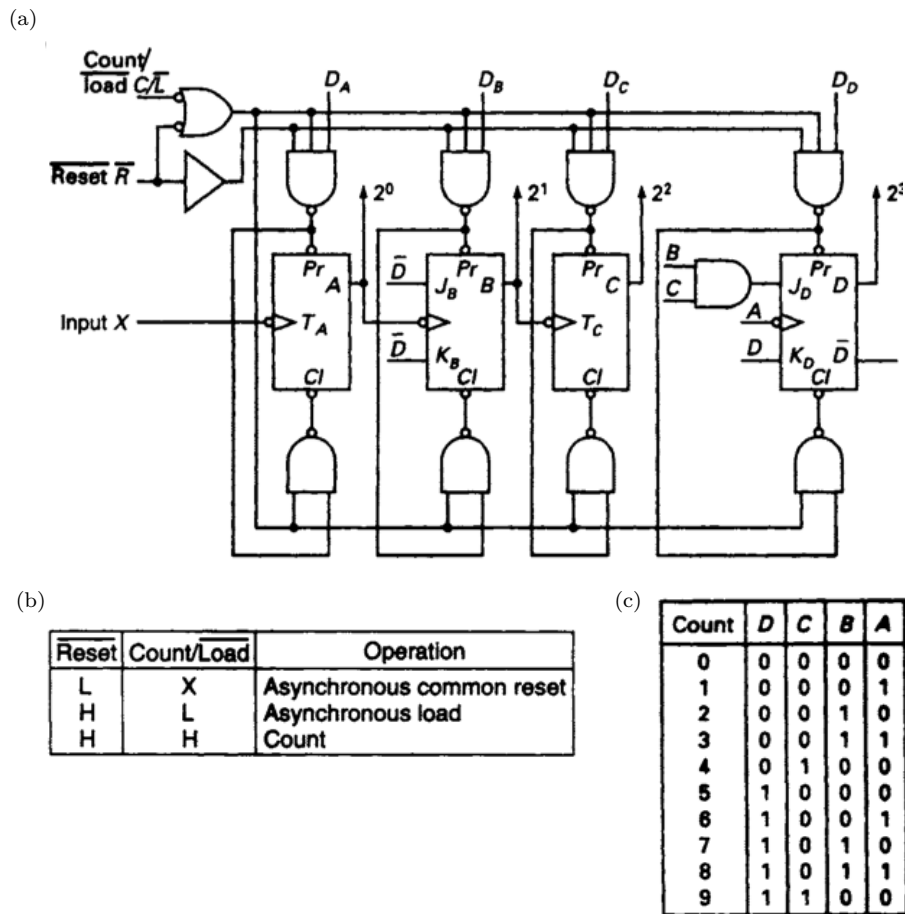 (a)
Count/
load C/L̅
D_A
D_B
D_C
D_D
R̅e̅s̅e̅t̅ R̅
2⁰
2¹
2²
2³
Pr
A
D̅
Pr
J_B
B
Pr
C
B
C
Pr
J_D
D
Input X
T_A
T_C
A
D̅
K_B
D
K_D
D̅
Cl
Cl
Cl
Cl
(b)
R̅e̅s̅e̅t̅ Count/L̅o̅a̅d̅ Operation
L X Asynchronous common reset
H L Asynchronous load
H H Count
(c)
Count D C B A
0 0 0 0 0
1 0 0 0 1
2 0 0 1 0
3 0 0 1 1
4 0 1 0 0
5 1 0 0 0
6 1 0 0 1
7 1 0 1 0
8 1 0 1 1
9 1 1 0 0